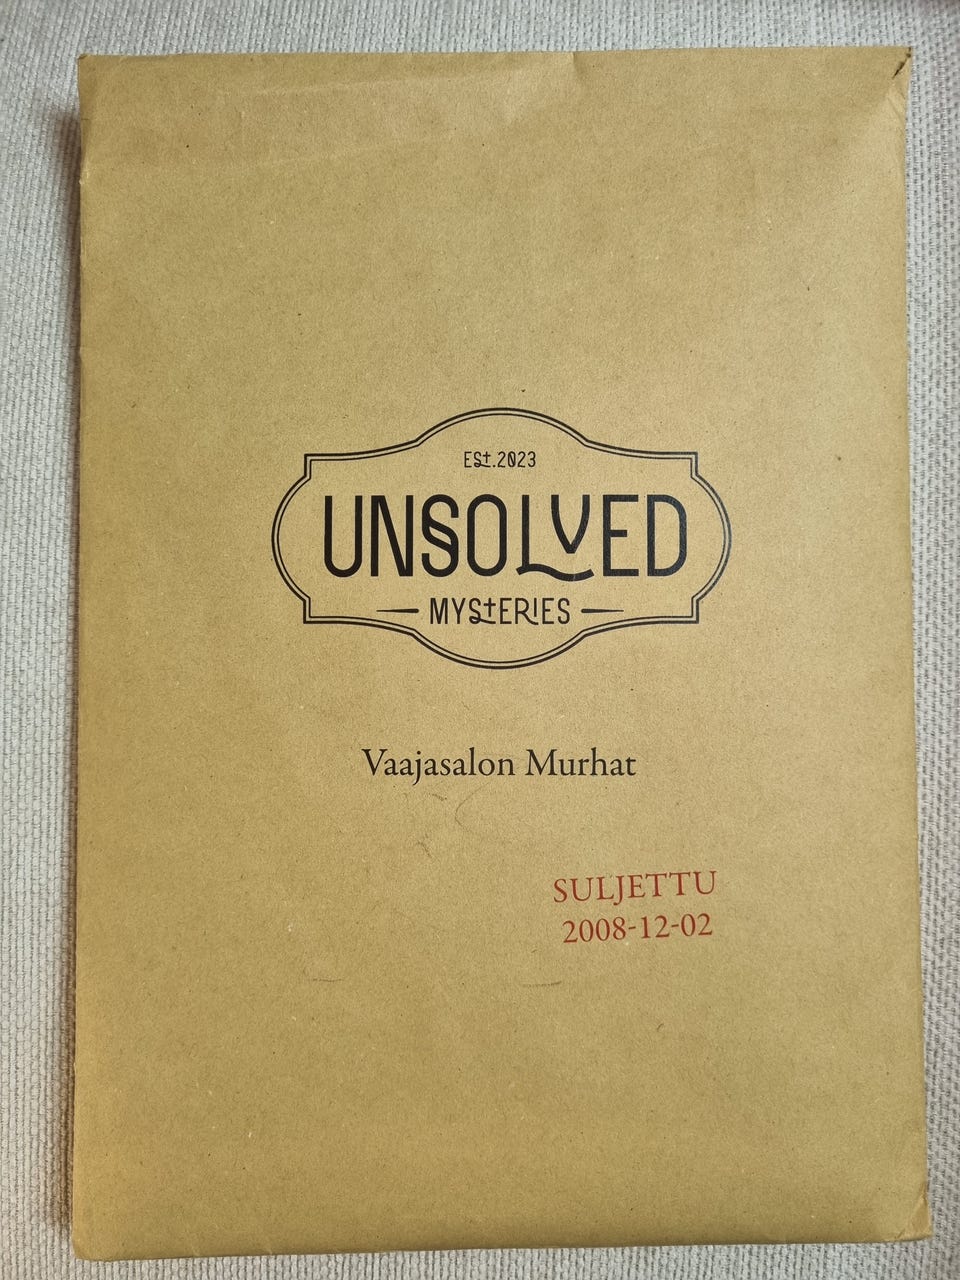 EST.2023
UNSOLVED
MYSTERIES
Vaajasalon Murhat
SULJETTU
2008-12-02